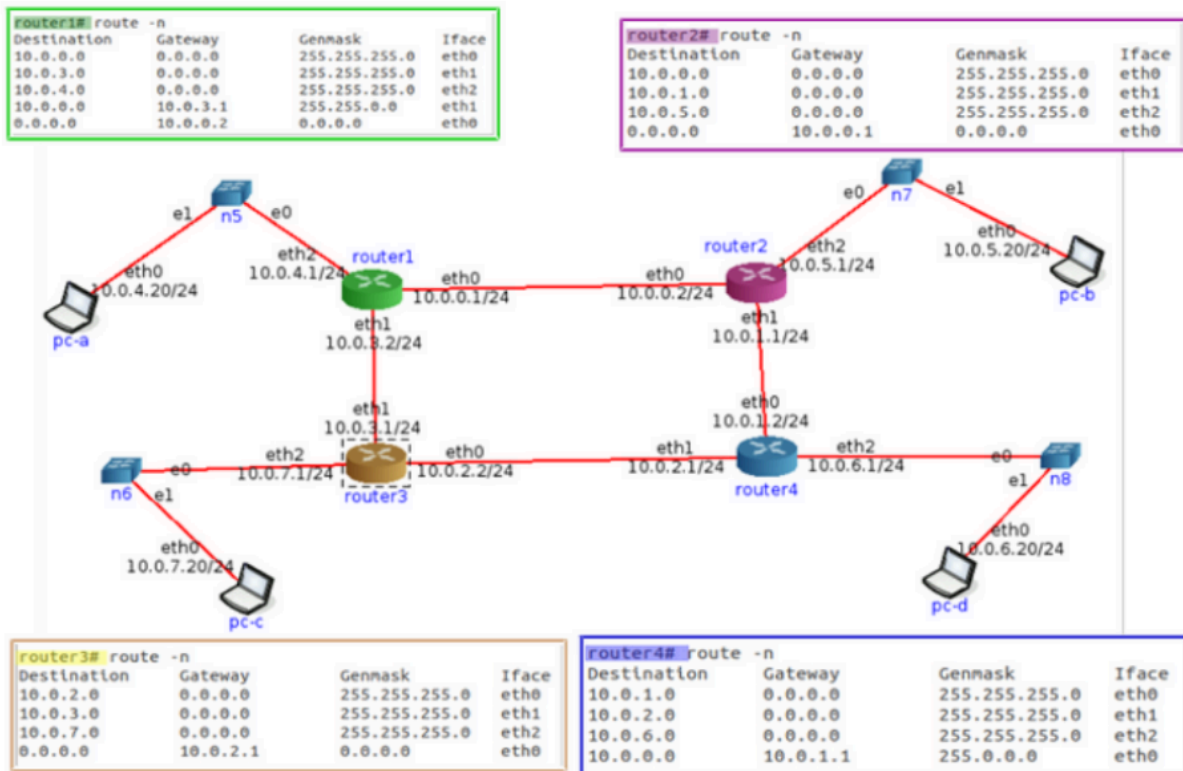 router1# route -n
Destination Gateway Genmask Iface
10.0.0.0 0.0.0.0 255.255.255.0 eth0
10.0.3.0 0.0.0.0 255.255.255.0 eth1
10.0.4.0 0.0.0.0 255.255.255.0 eth2
10.0.0.0 10.0.3.1 255.255.0.0 eth1
0.0.0.0 10.0.0.2 0.0.0.0 eth0
router2# route -n
Destination Gateway Genmask Iface
10.0.0.0 0.0.0.0 255.255.255.0 eth0
10.0.1.0 0.0.0.0 255.255.255.0 eth1
10.0.5.0 0.0.0.0 255.255.255.0 eth2
0.0.0.0 10.0.0.1 0.0.0.0 eth0
n5
e1
e0
eth0
10.0.4.20/24
pc-a
eth2
10.0.4.1/24
router1
eth0
10.0.0.1/24
eth1
10.0.3.2/24
n7
e0
e1
router2
eth2
10.0.5.1/24
eth0
10.0.0.2/24
eth1
10.0.1.1/24
eth0
10.0.5.20/24
pc-b
eth1
10.0.3.1/24
eth2
10.0.7.1/24
eth0
10.0.2.2/24
router3
n6
e0
e1
eth0
10.0.7.20/24
pc-c
eth0
10.0.1.2/24
eth1
10.0.2.1/24
eth2
10.0.6.1/24
router4
e0
n8
e1
eth0
10.0.6.20/24
pc-d
router3# route -n
Destination Gateway Genmask Iface
10.0.2.0 0.0.0.0 255.255.255.0 eth0
10.0.3.0 0.0.0.0 255.255.255.0 eth1
10.0.7.0 0.0.0.0 255.255.255.0 eth2
0.0.0.0 10.0.2.1 0.0.0.0 eth0
router4# route -n
Destination Gateway Genmask Iface
10.0.1.0 0.0.0.0 255.255.255.0 eth0
10.0.2.0 0.0.0.0 255.255.255.0 eth1
10.0.6.0 0.0.0.0 255.255.255.0 eth2
10.0.0.0 10.0.1.1 255.0.0.0 eth0